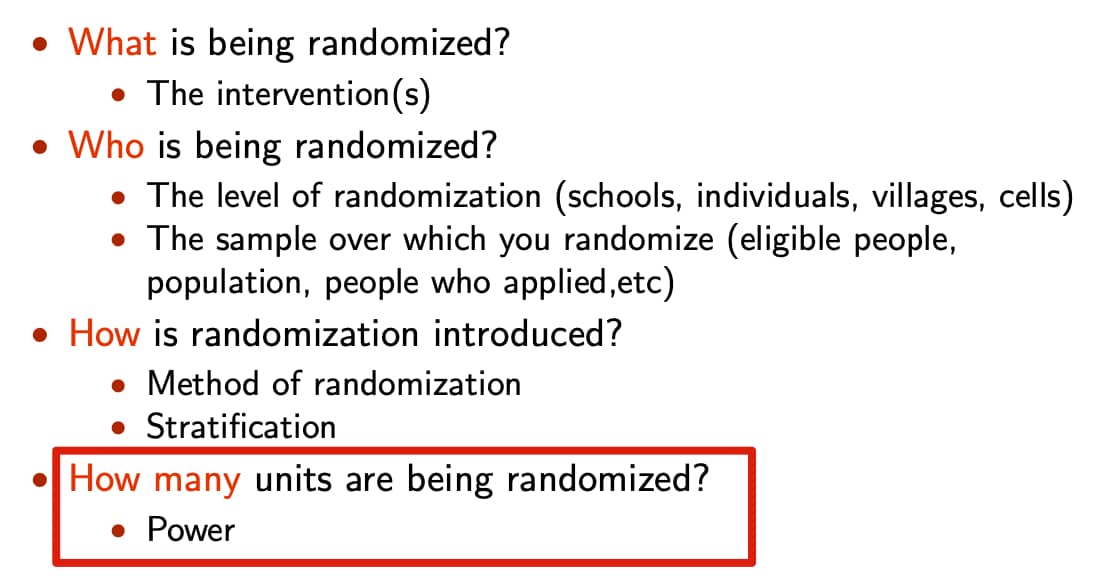 • What is being randomized?
• The intervention(s)
• Who is being randomized?
• The level of randomization (schools, individuals, villages, cells)
• The sample over which you randomize (eligible people,
population, people who applied,etc)
• How is randomization introduced?
• Method of randomization
• Stratification
• How many units are being randomized?
• Power